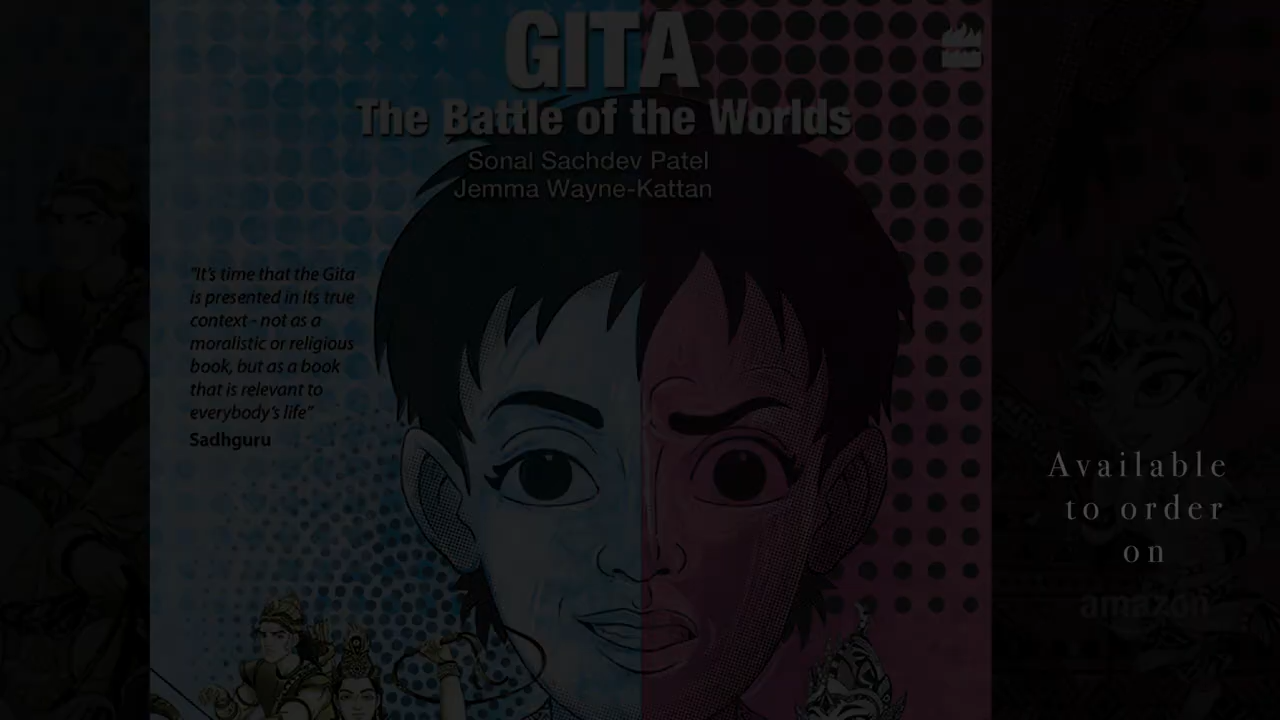 GITA
The Battle of the Worlds
Sonal Sachdev Patel
Jemma Wayne-Kattan
"It's time that the Gita
is presented in its true
context - not as a
moralistic or religious
book, but as a book
that is relevant to
everybody's life"
Sadhguru
Available
to order
on
amazon